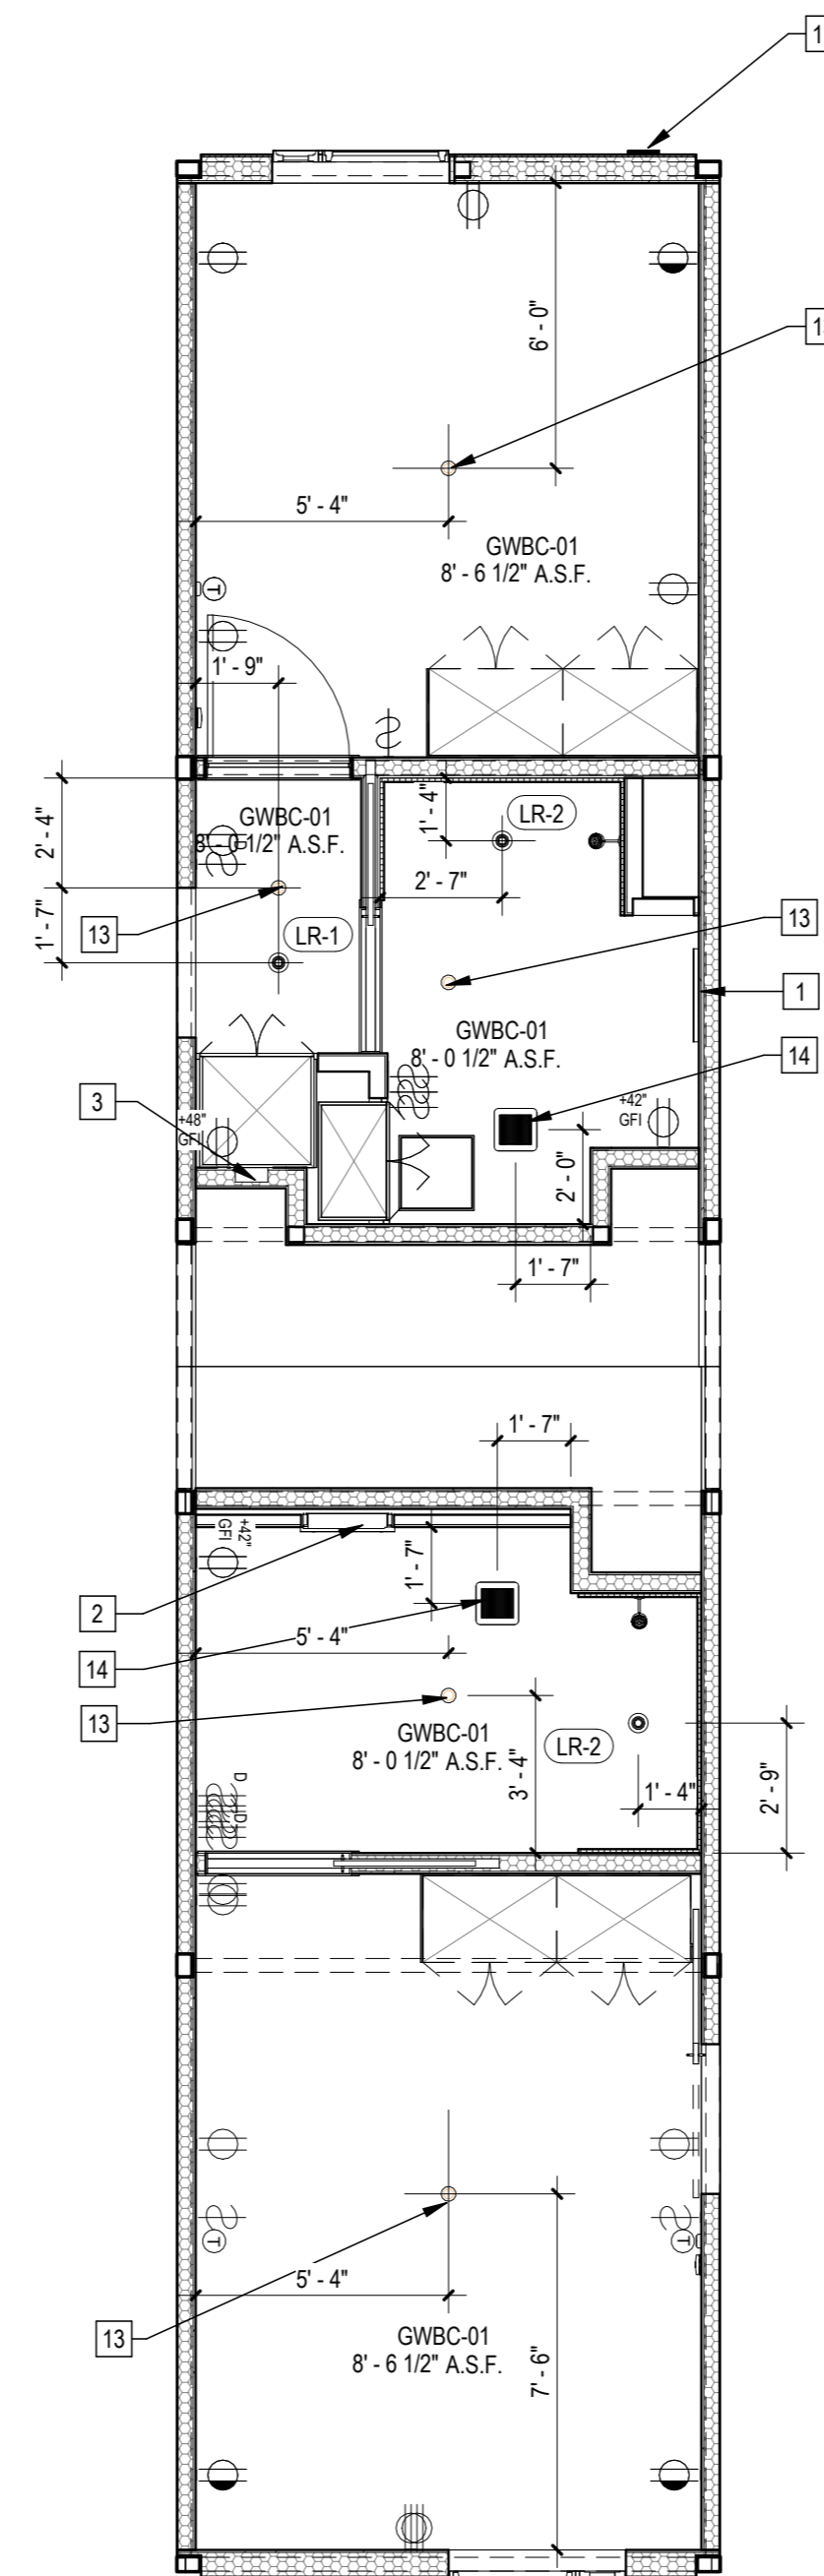 6' - 0"
5' - 4"
GWBC-01
8' - 6 1/2" A.S.F.
T
1' - 9"
2' - 4"
1' - 7"
GWBC-01
8' - 0 1/2" A.S.F.
D
1' - 4"
LR-2
2' - 7"
13
LR-1
13
1
GWBC-01
8' - 0 1/2" A.S.F.
14
3
+48"
GFI
+42"
GFI
2' - 0"
1' - 7"
1' - 7"
+42"
GFI
1' - 7"
2
5' - 4"
14
13
GWBC-01
8' - 0 1/2" A.S.F.
LR-2
3' - 4"
1' - 4"
2' - 9"
D
D
T
T
5' - 4"
13
GWBC-01
8' - 6 1/2" A.S.F.
7' - 6"